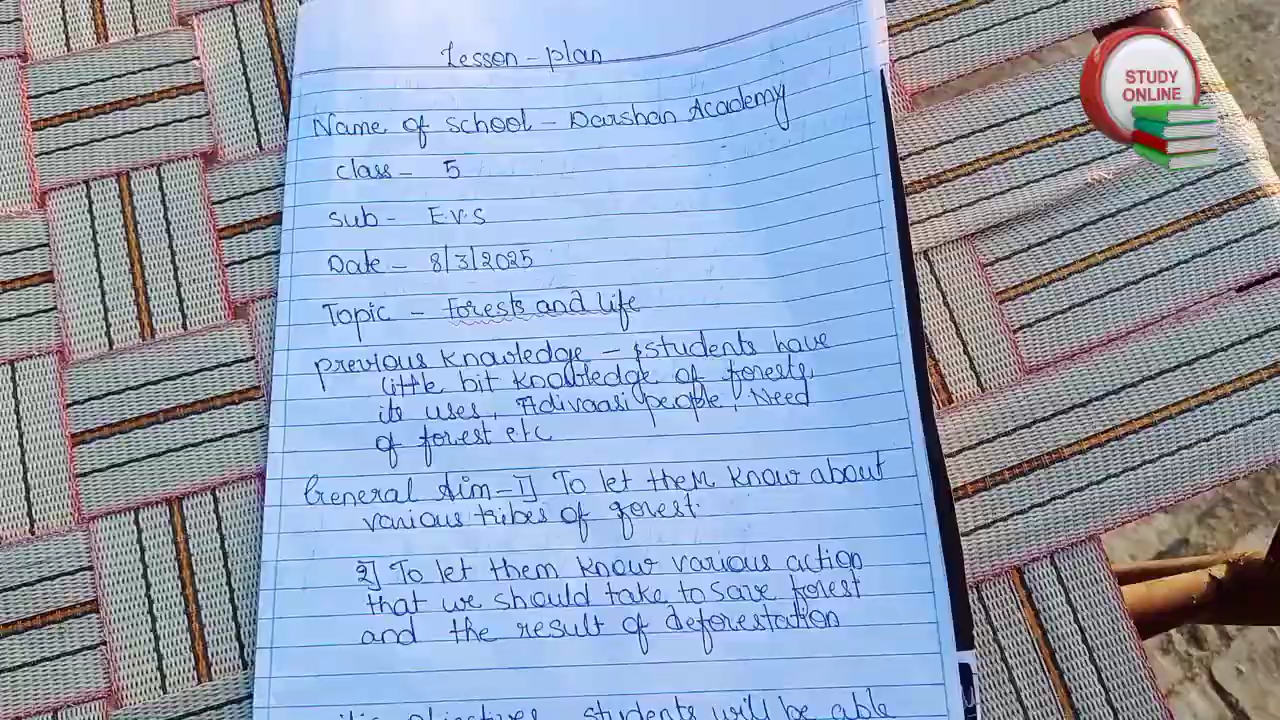 Lesson - plan
Name of school - Darshan Academy
class - 5
Sub - E.V.S
Date - 8/3/2025
Topic - forests and life
previous knowledge - students have
little bit knowledge of forests,
its uses, Adivaasi people, Need
of forest etc
General Aim - 1] To let them know about
various tribes of forest.
2] To let them know various action
that we should take to save forest
and the result of deforestation
objectives students will be able
STUDY
ONLINE